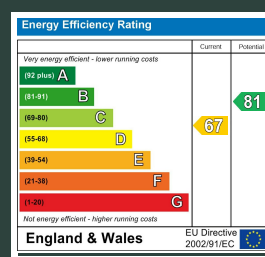 Energy Efficiency Rating
Current Potential
Very energy efficient - lower running costs
(92 plus) A
(81-91) B
(69-80) C
(55-68) D
(39-54) E
(21-38) F
(1-20) G
67
81
Not energy efficient - higher running costs
England & Wales
EU Directive
2002/91/EC